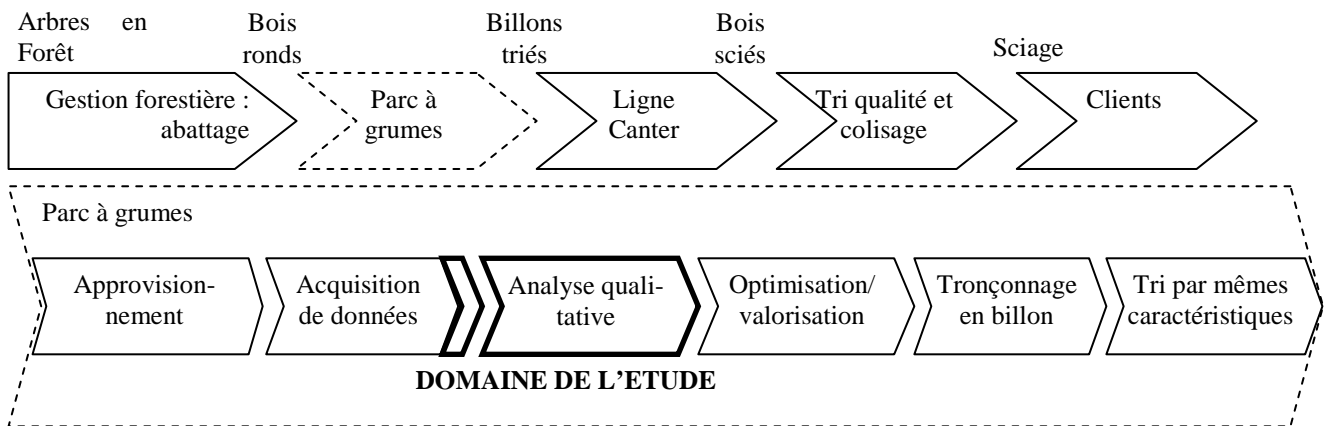 Arbres en
Forêt
Bois
ronds
Billons
triés
Bois
sciés
Sciage
Gestion forestière :
abattage
Parc à
grumes
Ligne
Canter
Tri qualité et
colisage
Clients
Parc à grumes
Approvision-
nement
Acquisition
de données
Analyse quali-
tative
Optimisation/
valorisation
Tronçonnage
en billon
Tri par mêmes
caractéristiques
DOMAINE DE L'ETUDE